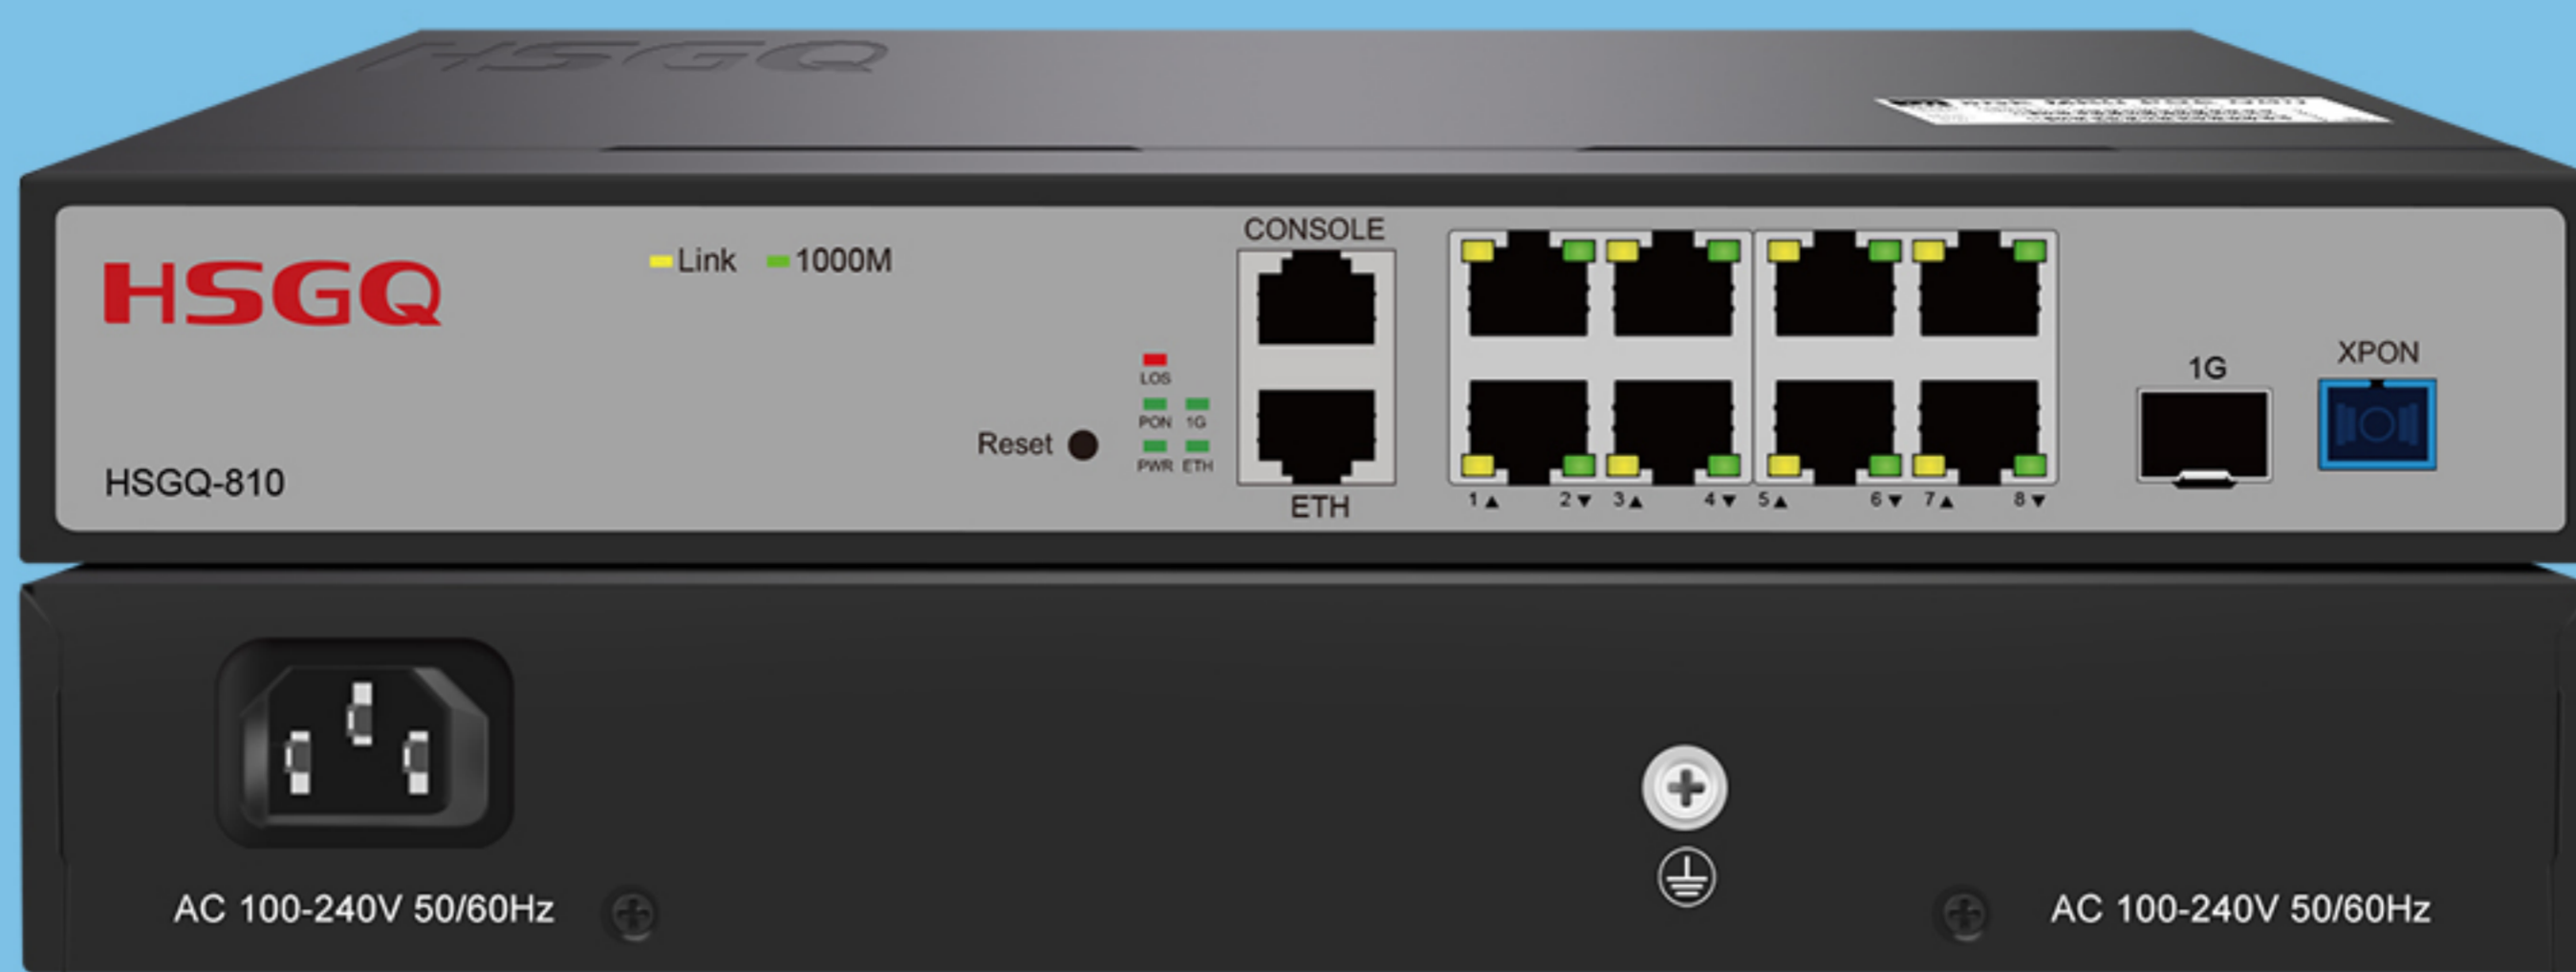 HSGQ
HSGQ
Link 1000M
HSGQ-810
Reset
LOS
PON 1G
PWR ETH
CONSOLE
ETH
1▲ 2▼ 3▲ 4▼ 5▲ 6▼ 7▲ 8▼
1G
XPON
AC 100-240V 50/60Hz
AC 100-240V 50/60Hz